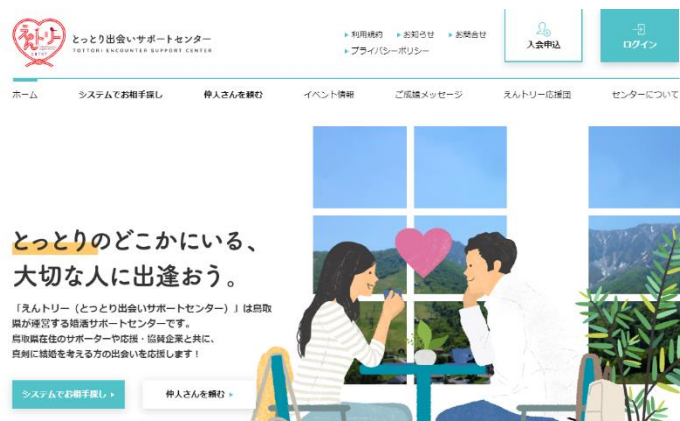 えんトリー
ENTRY
とっとり出会いサポートセンター
TOTTORI ENCOUNTER SUPPORT CENTER
利用規約
お知らせ
お問合せ
プライバシーポリシー
入会申込
ログイン
ホーム
システムでお相手探し
仲人さんを頼む
イベント情報
ご成婚メッセージ
えんトリー応援団
センターについて
とっとりのどこかにいる、
大切な人に出逢おう。
「えんトリー（とっとり出会いサポートセンター）」は鳥取
県が運営する婚活サポートセンターです。
鳥取県在住のサポーターや応援・協賛企業と共に、
真剣に結婚を考える方の出会いを応援します！
システムでお相手探し
仲人さんを頼む